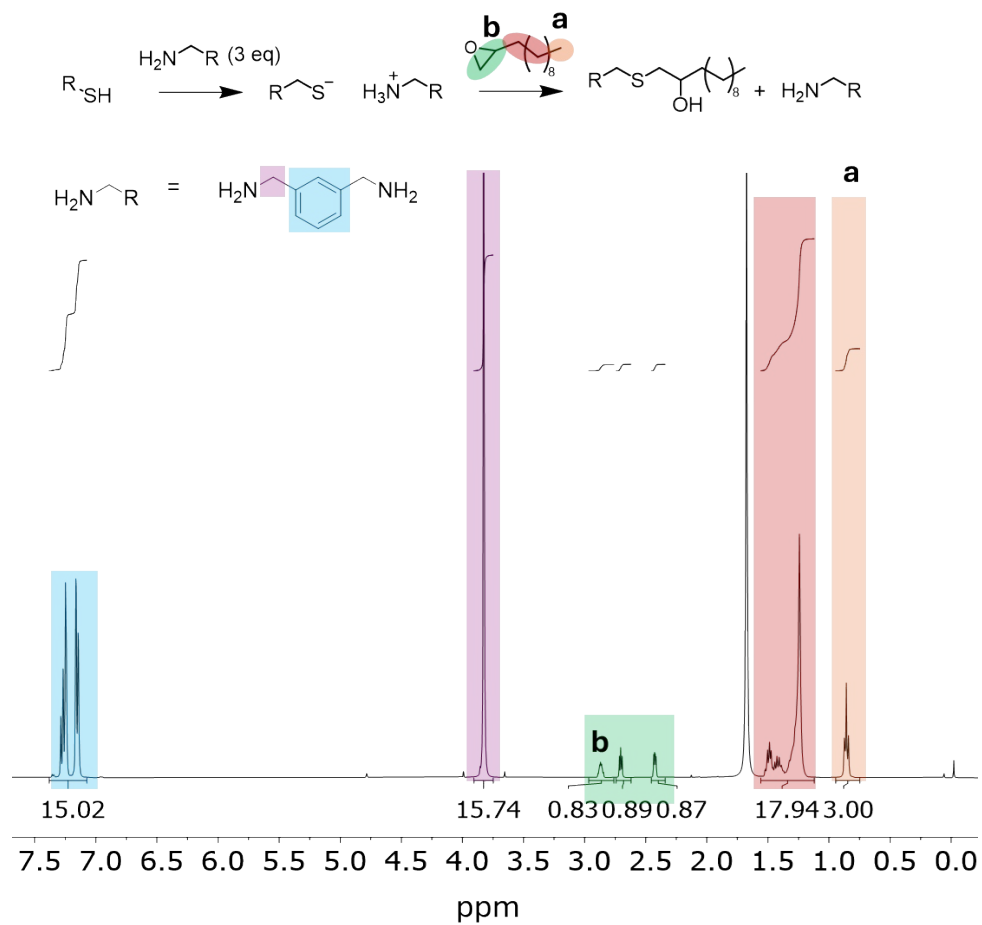 b a
H₂N R (3 eq)
O
( )₈
R SH
R S⁻ H₃N⁺ R
R S OH ( )₈ + H₂N R
H₂N R = H₂N NH₂
a
b
15.02 15.74 0.83 0.89 0.87 17.94 3.00
7.5 7.0 6.5 6.0 5.5 5.0 4.5 4.0 3.5 3.0 2.5 2.0 1.5 1.0 0.5 0.0
ppm